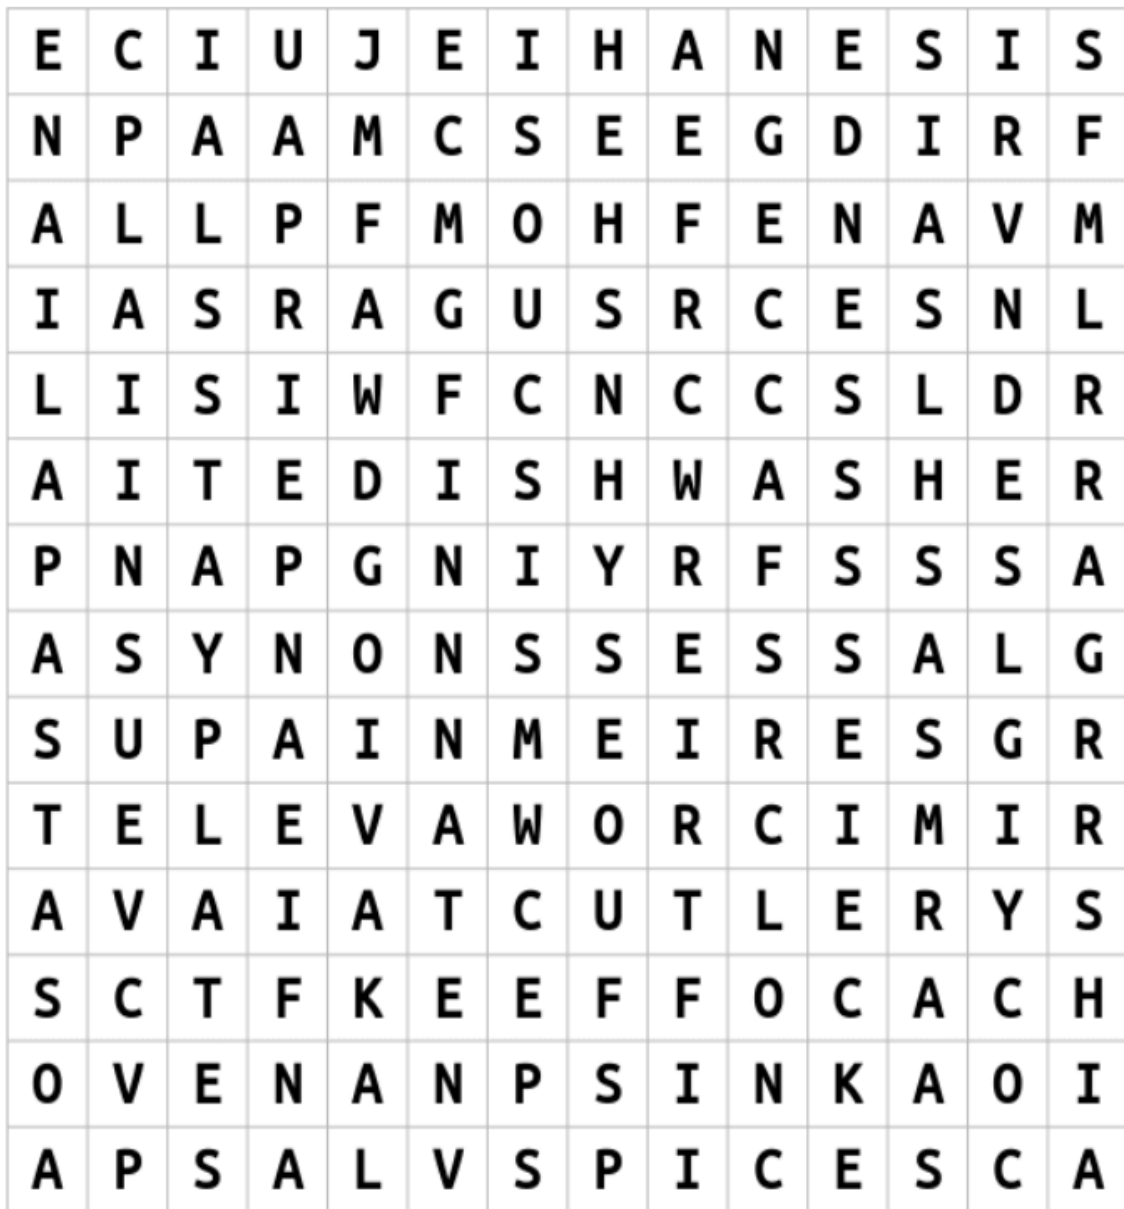 E C I U J E I H A N E S I S
N P A A M C S E E G D I R F
A L L P F M O H F E N A V M
I A S R A G U S R C E S N L
L I S I W F C N C C S L D R
A I T E D I S H W A S H E R
P N A P G N I Y R F S S S A
A S Y N O N S S E S S A L G
S U P A I N M E I R E S G R
T E L E V A W O R C I M I R
A V A I A T C U T L E R Y S
S C T F K E E F F O C A C H
O V E N A N P S I N K A O I
A P S A L V S P I C E S C A